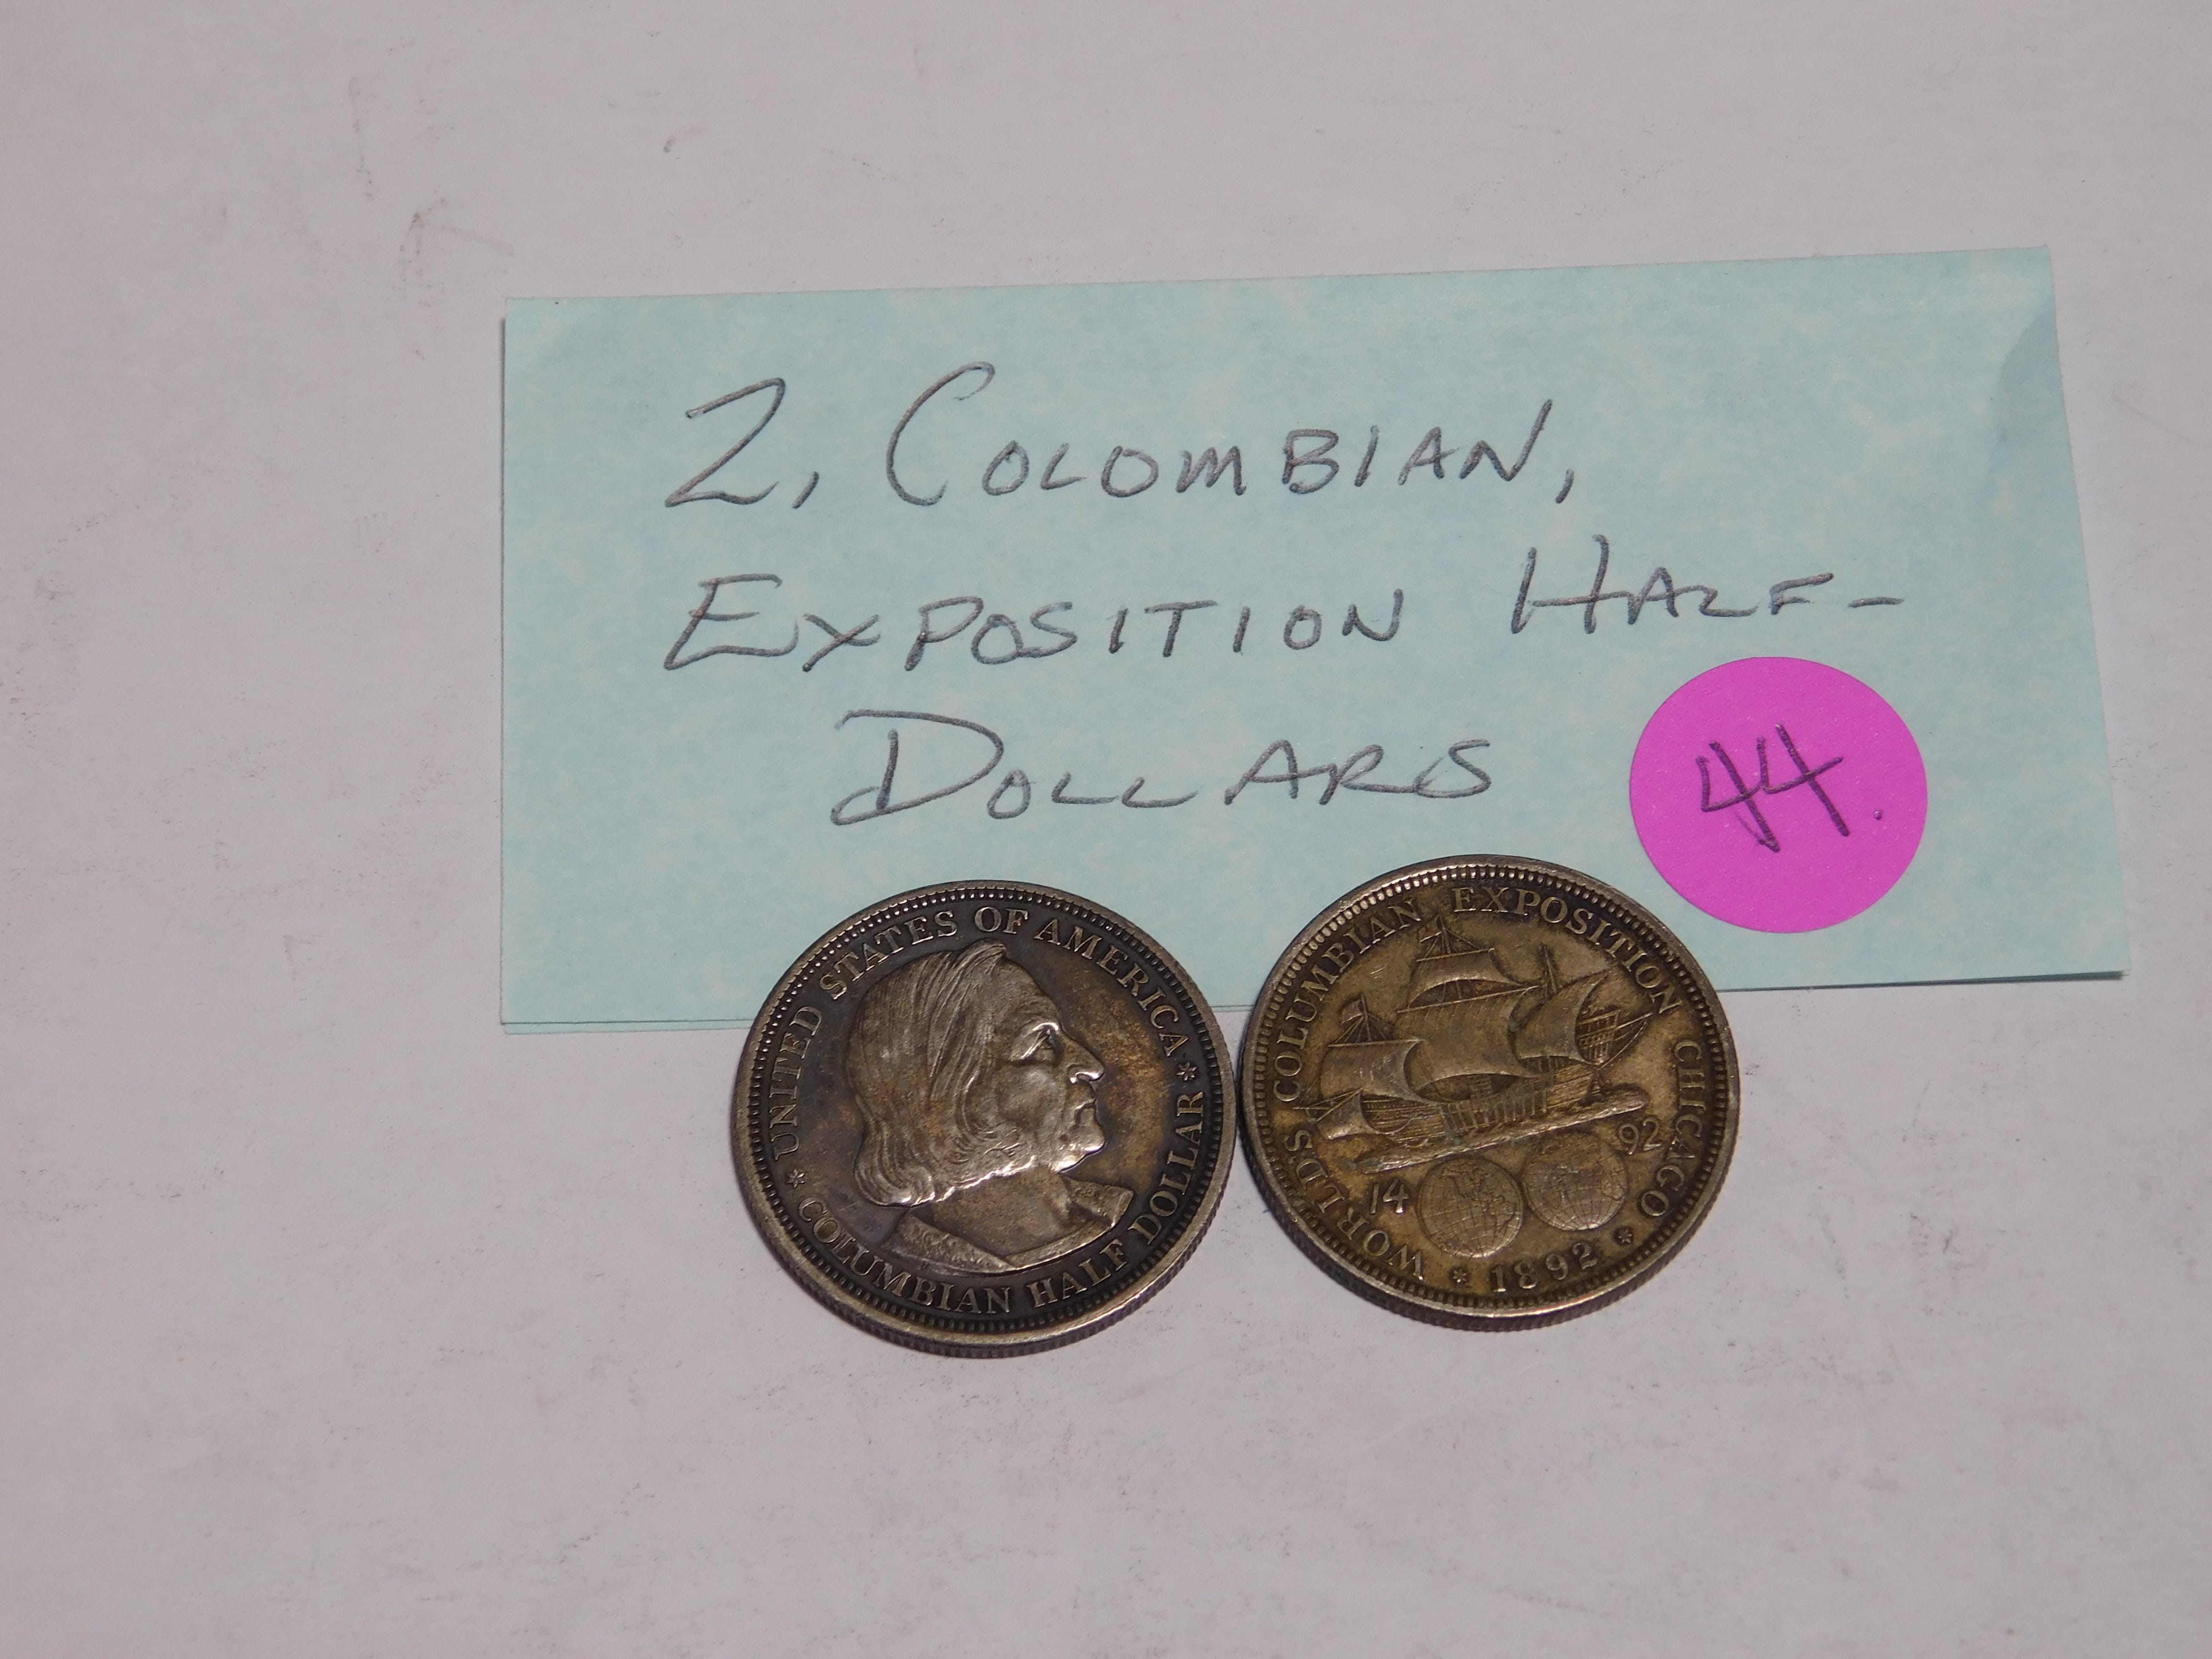 2, COLOMBIAN,
EXPOSITION HALF-
DOLLARS
44.
UNITED STATES OF AMERICA
* COLUMBIAN HALF DOLLAR *
WORLDS COLUMBIAN EXPOSITION CHICAGO
14 92
* 1892 *